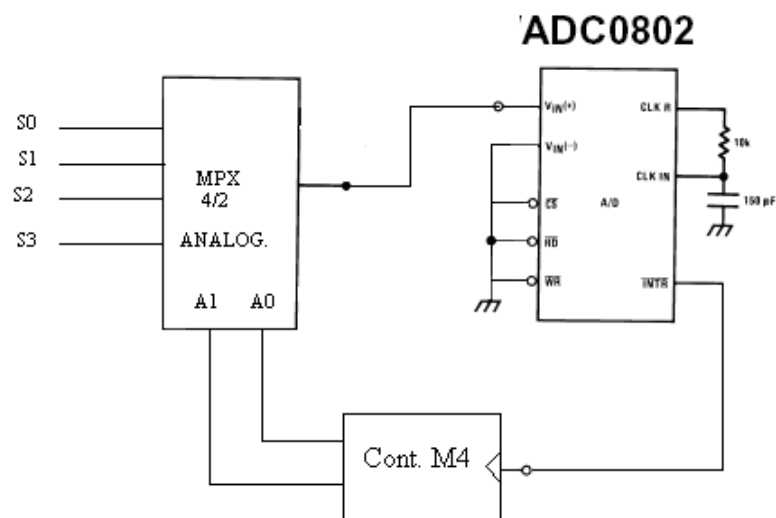 ADC0802
S0
S1
S2
S3
MPX
4/2
ANALOG.
A1 A0
VIN(+)
VIN(−)
CS
RD
WR
A/D
CLK R
CLK IN
INTR
10k
150 pF
Cont. M4